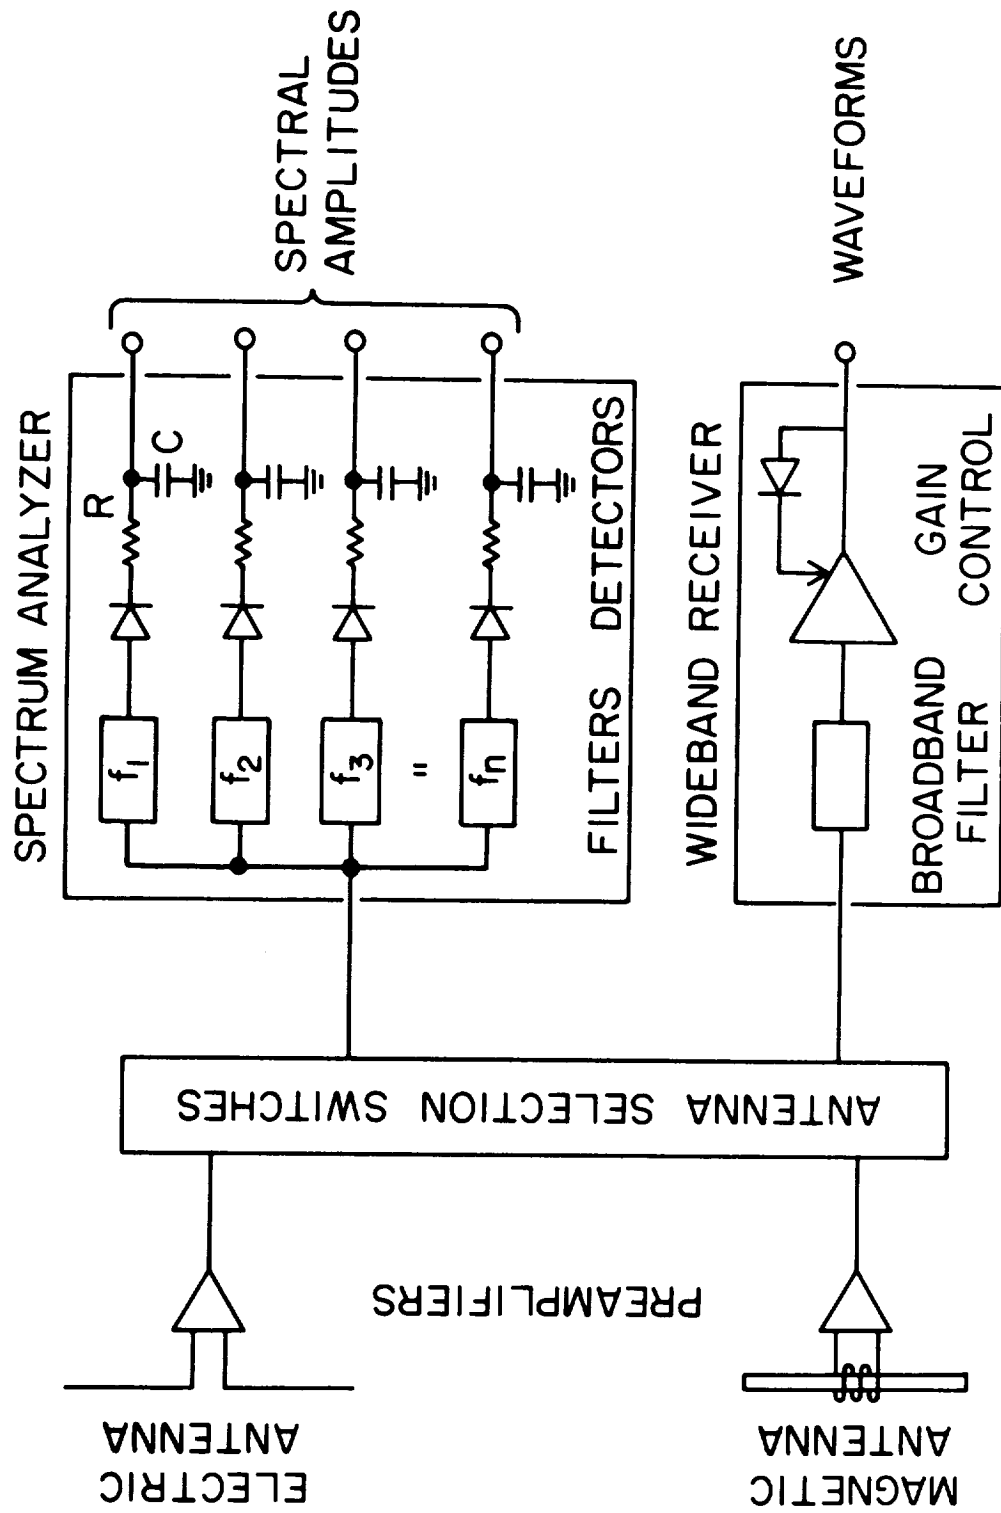 ELECTRIC
ANTENNA
MAGNETIC
ANTENNA
PREAMPLIFIERS
ANTENNA SELECTION SWITCHES
SPECTRUM ANALYZER
f1
f2
f3
=
fn
R
C
FILTERS DETECTORS
SPECTRAL
AMPLITUDES
WIDEBAND RECEIVER
BROADBAND
FILTER
GAIN
CONTROL
WAVEFORMS